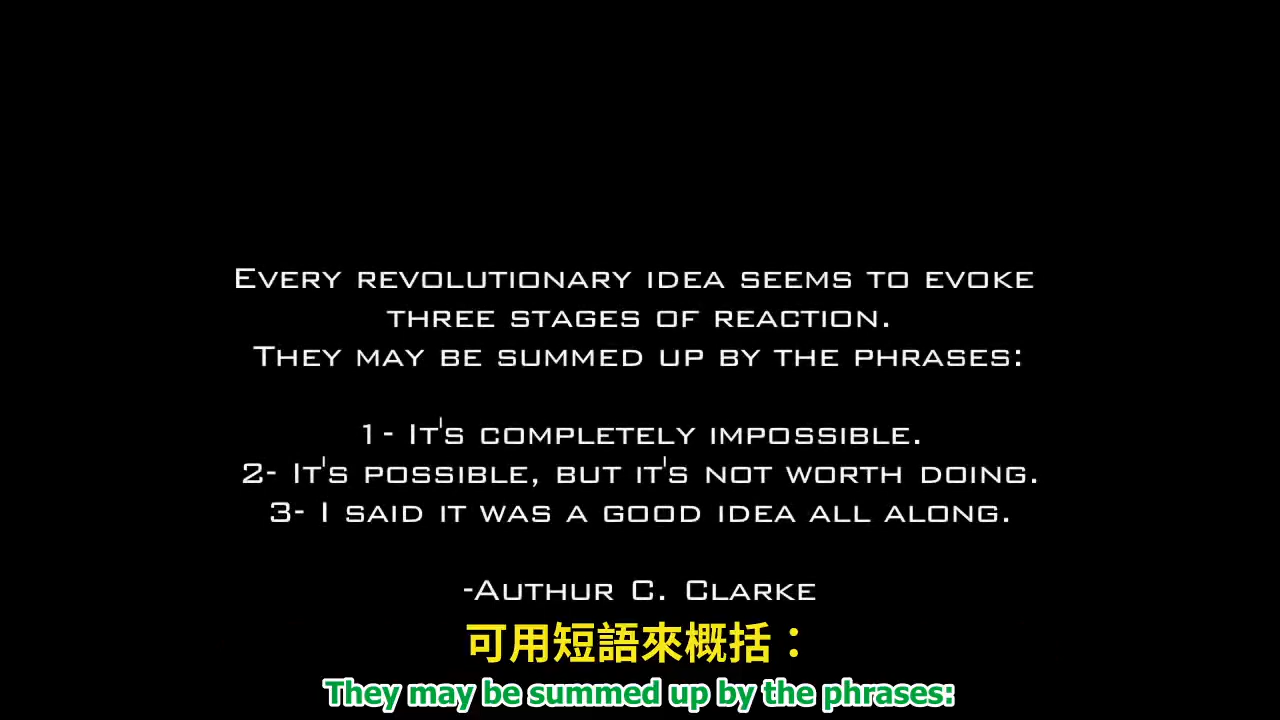 Every revolutionary idea seems to evoke
three stages of reaction.
They may be summed up by the phrases:
1- It's completely impossible.
2- It's possible, but it's not worth doing.
3- I said it was a good idea all along.
-Authur C. Clarke
可用短語來概括：
They may be summed up by the phrases: